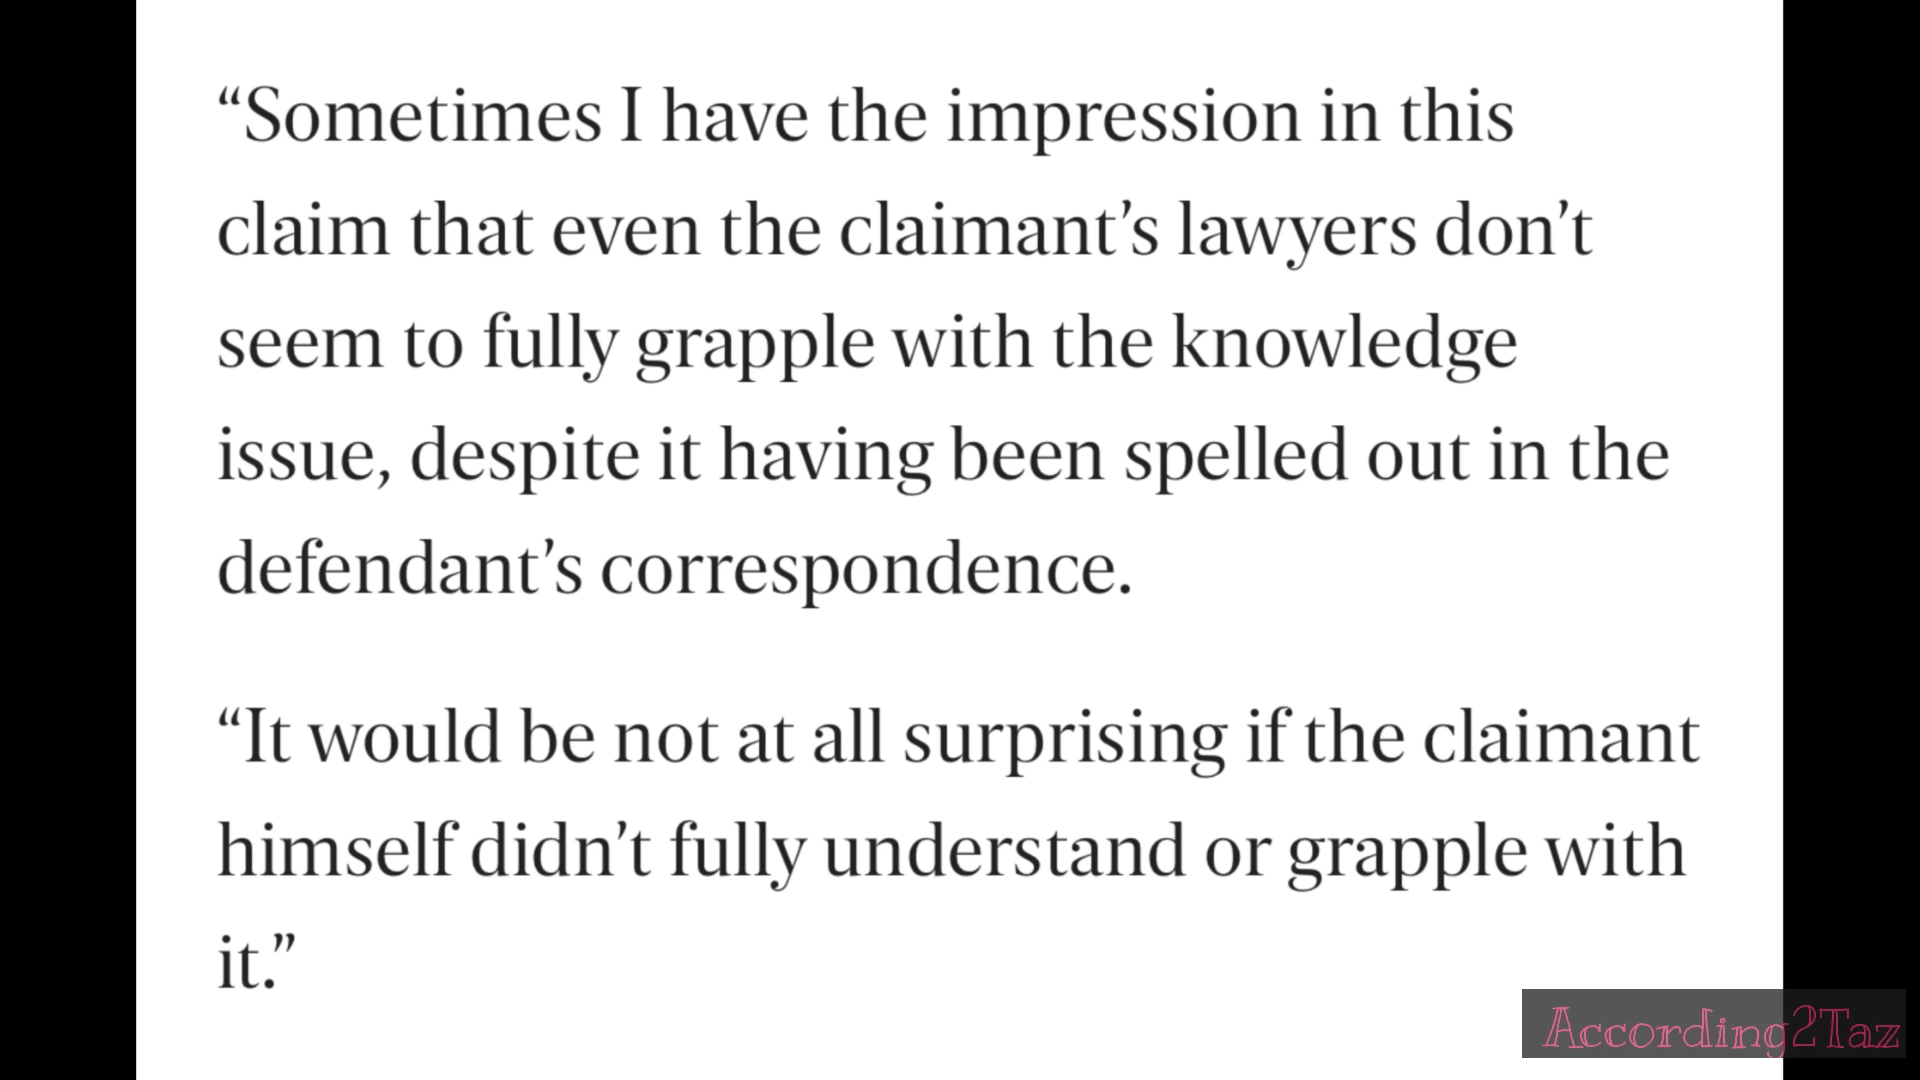 “Sometimes I have the impression in this
claim that even the claimant’s lawyers don’t
seem to fully grapple with the knowledge
issue, despite it having been spelled out in the
defendant’s correspondence.
“It would be not at all surprising if the claimant
himself didn’t fully understand or grapple with
it.”
According2Taz